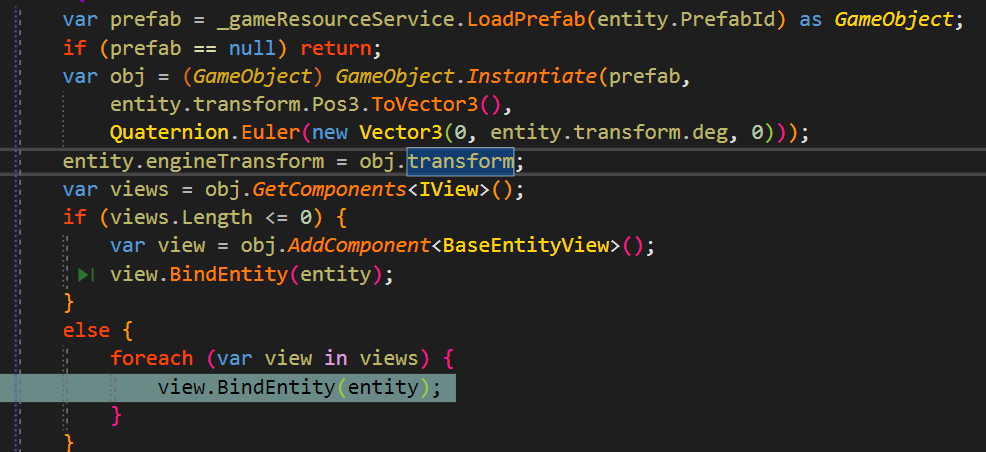 var prefab = _gameResourceService.LoadPrefab(entity.PrefabId) as GameObject;
if (prefab == null) return;
var obj = (GameObject) GameObject.Instantiate(prefab,
entity.transform.Pos3.ToVector3(),
Quaternion.Euler(new Vector3(0, entity.transform.deg, 0)));
entity.engineTransform = obj.transform;
var views = obj.GetComponents<IView>();
if (views.Length <= 0) {
var view = obj.AddComponent<BaseEntityView>();
view.BindEntity(entity);
}
else {
foreach (var view in views) {
view.BindEntity(entity);
}
}